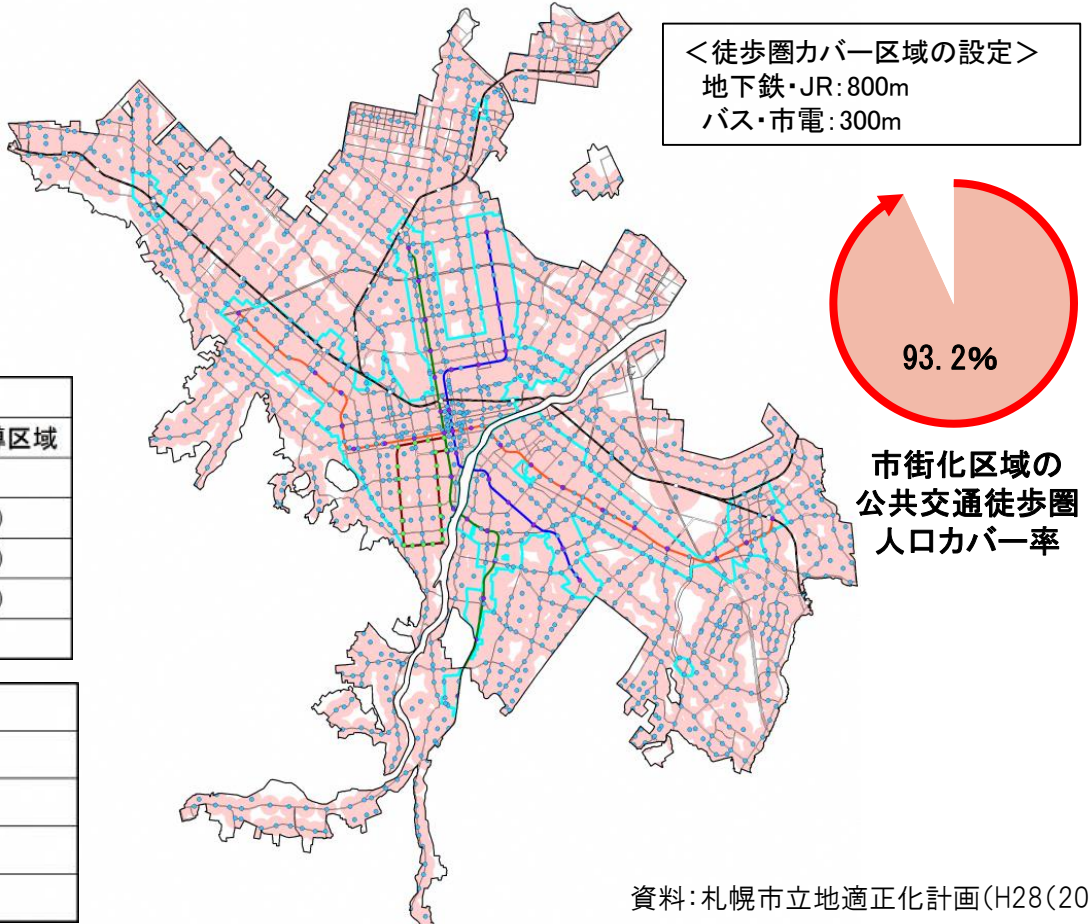 ＜徒歩圏カバー区域の設定＞
地下鉄・JR：800m
バス・市電：300m
93.2%
市街化区域の
公共交通徒歩圏
人口カバー率
区域
)
)
)
資料：札幌市立地適正化計画(H28(20